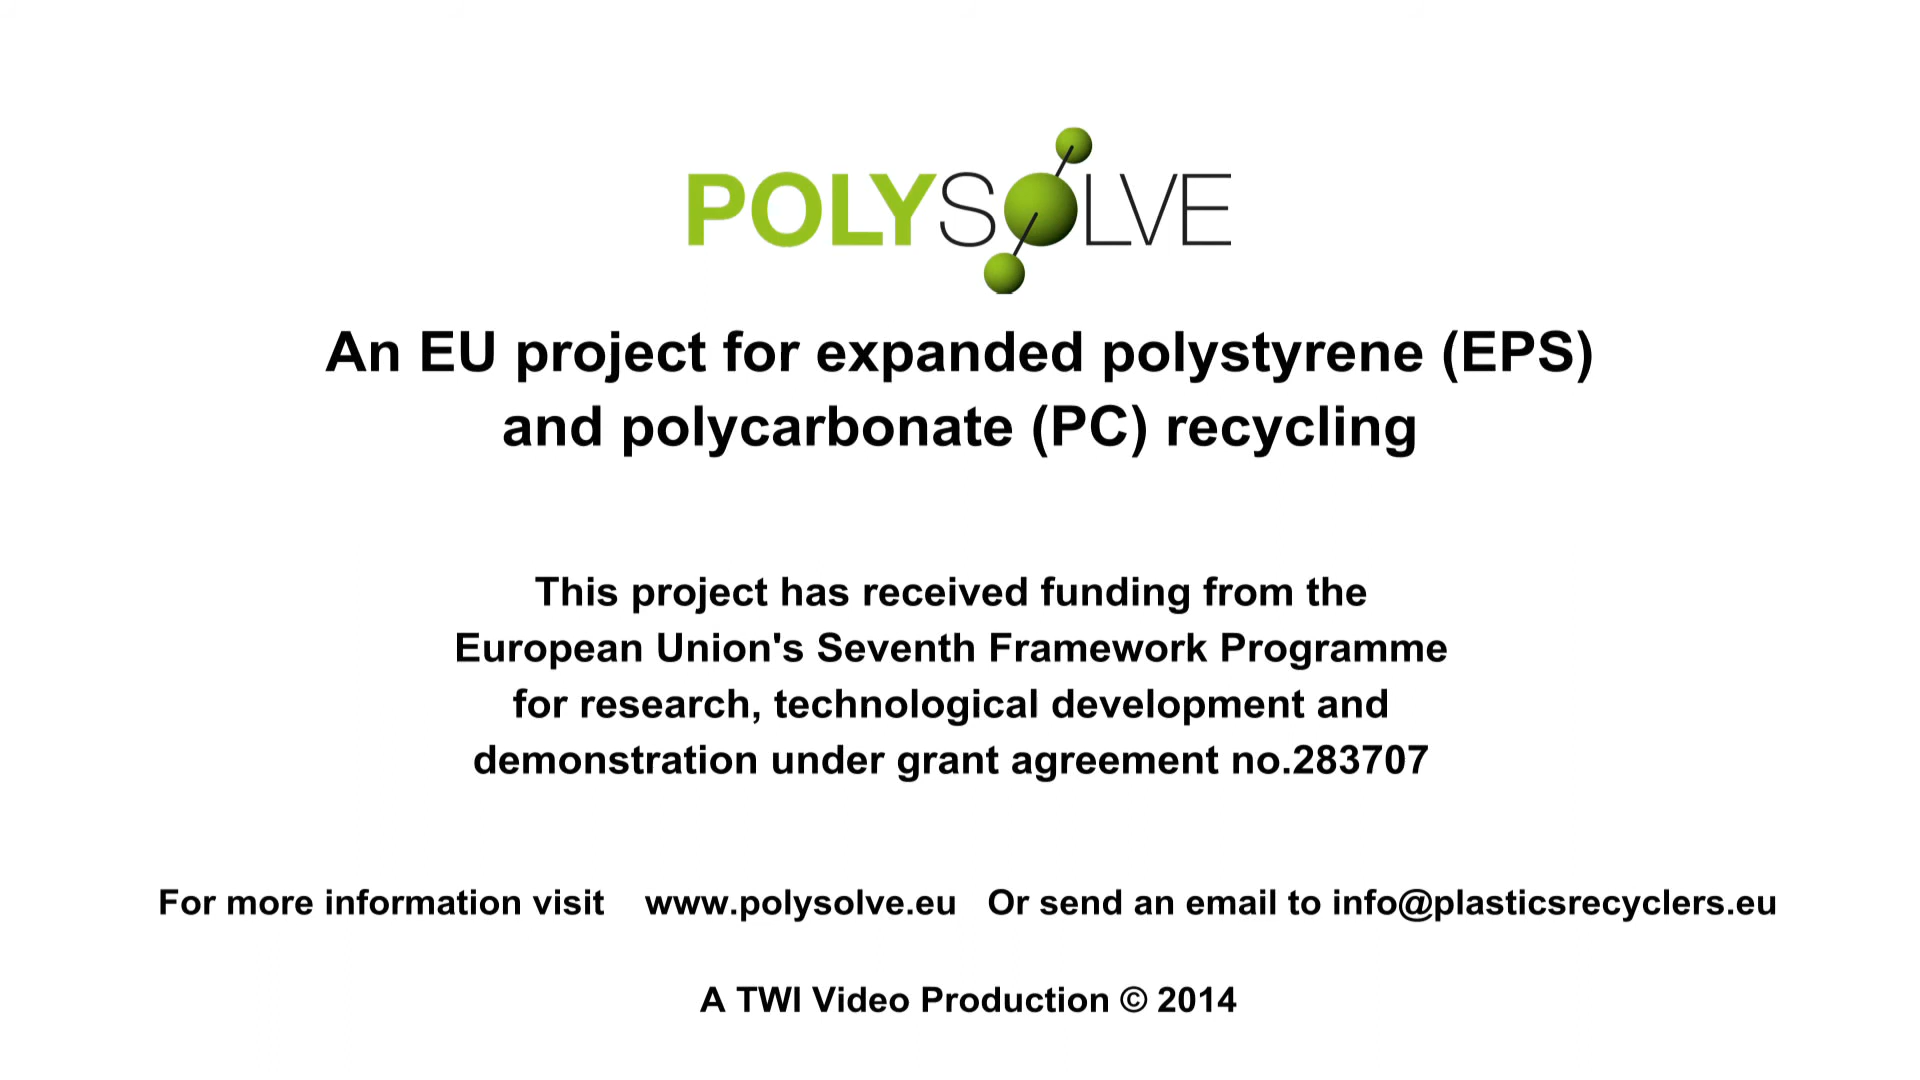 POLYSOLVE
An EU project for expanded polystyrene (EPS)
and polycarbonate (PC) recycling
This project has received funding from the
European Union's Seventh Framework Programme
for research, technological development and
demonstration under grant agreement no.283707
For more information visit www.polysolve.eu Or send an email to info@plasticsrecyclers.eu
A TWI Video Production © 2014